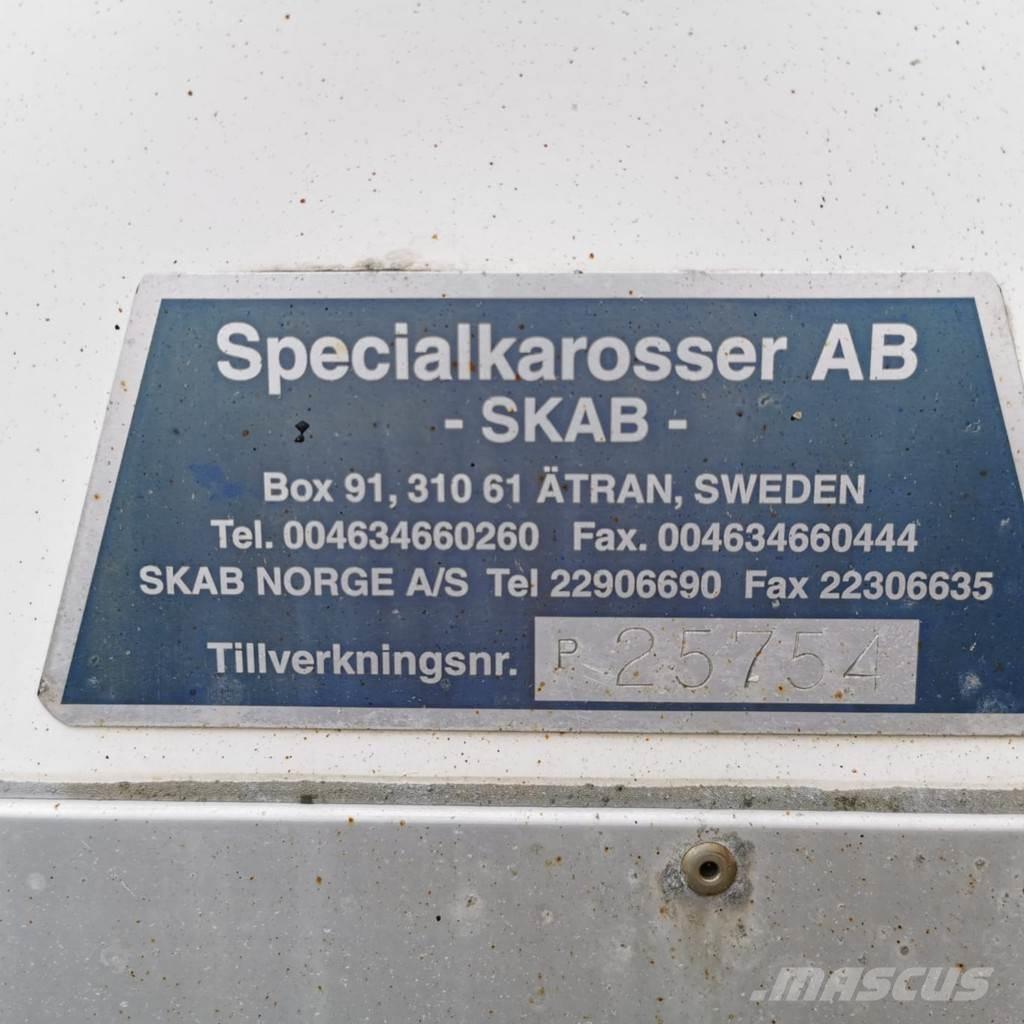 Specialkarosser AB
- SKAB -
Box 91, 310 61 ÄTRAN, SWEDEN
Tel. 004634660260 Fax. 004634660444
SKAB NORGE A/S Tel 22906690 Fax 22306635
Tillverkningsnr. P 25754
.MASCUS